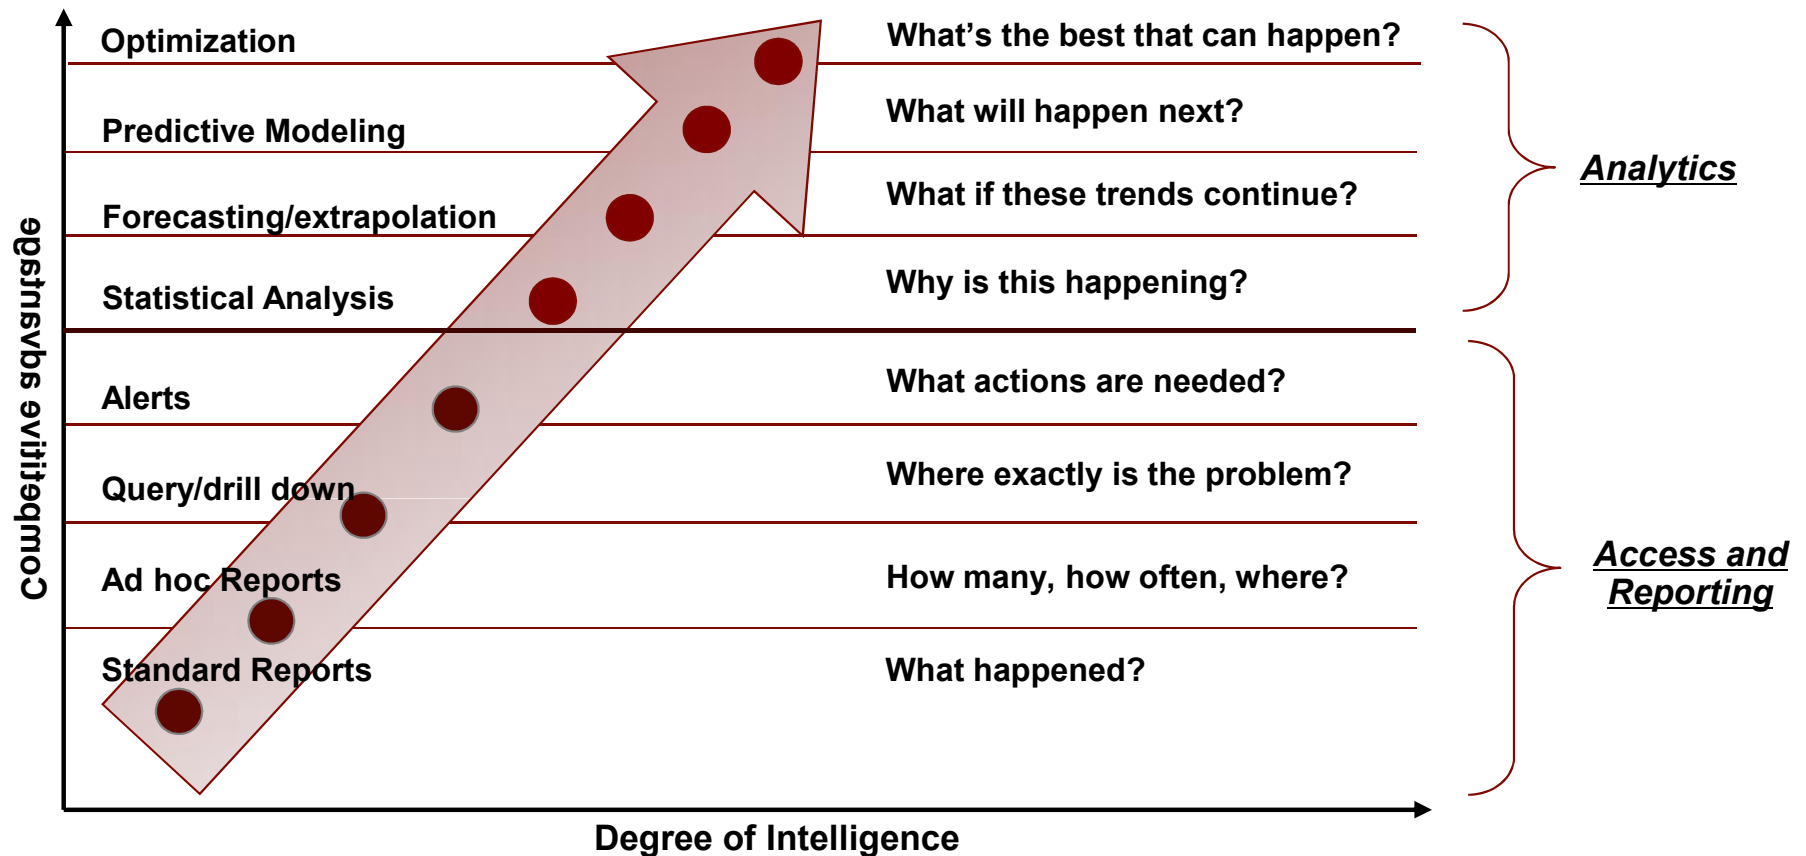 Optimization
What’s the best that can happen?
Predictive Modeling
What will happen next?
Analytics
Forecasting/extrapolation
What if these trends continue?
Statistical Analysis
Why is this happening?
Competitive advantage
Alerts
What actions are needed?
Query/drill down
Where exactly is the problem?
Access and
Reporting
Ad hoc Reports
How many, how often, where?
Standard Reports
What happened?
Degree of Intelligence